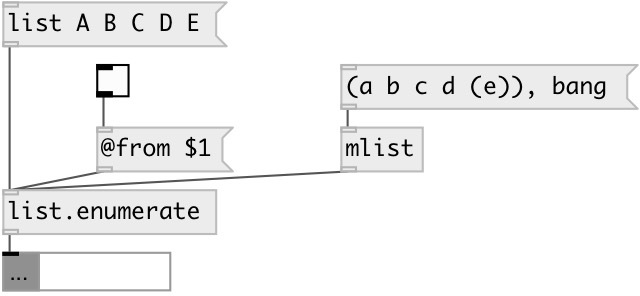 list A B C D E
(a b c d (e)), bang
@from $1
mlist
list.enumerate
...